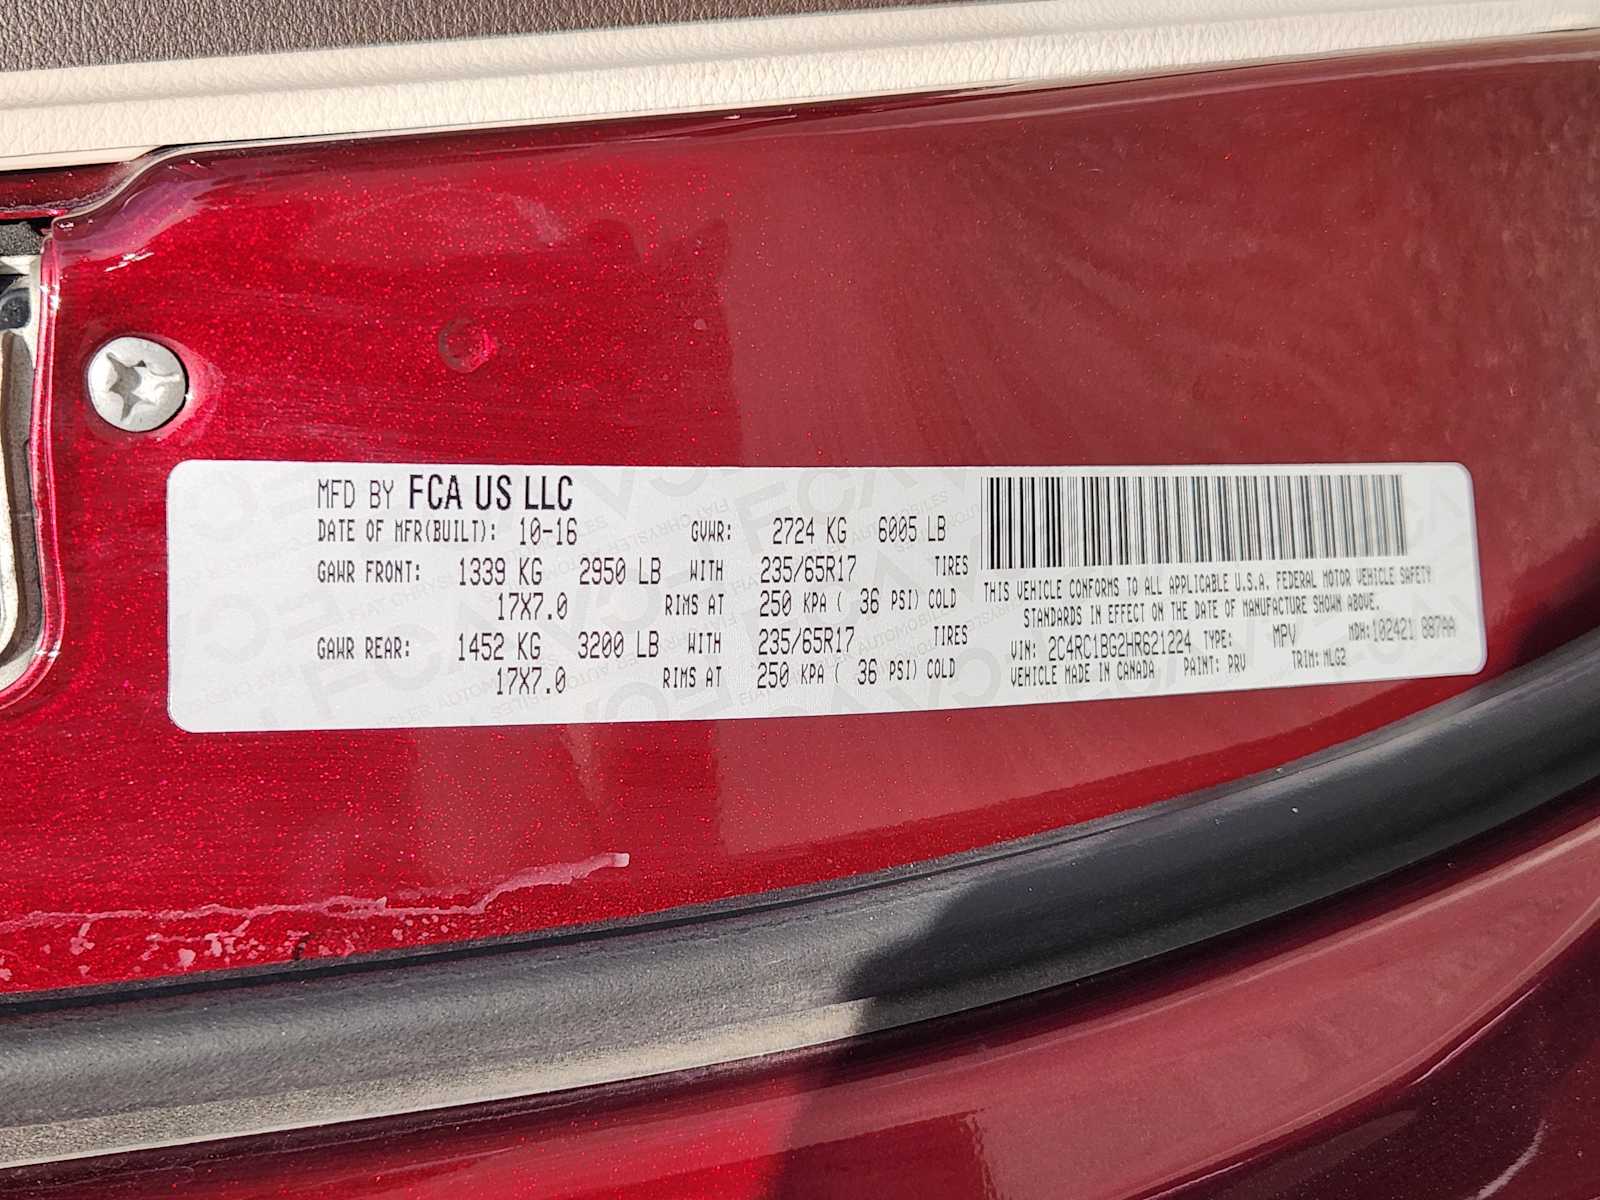 MFD BY FCA US LLC
DATE OF MFR(BUILT): 10-16 GVWR: 2724 KG 6005 LB
GAWR FRONT: 1339 KG 2950 LB WITH 235/65R17 TIRES
17X7.0 RIMS AT 250 KPA ( 36 PSI) COLD
GAWR REAR: 1452 KG 3200 LB WITH 235/65R17 TIRES
17X7.0 RIMS AT 250 KPA ( 36 PSI) COLD
THIS VEHICLE CONFORMS TO ALL APPLICABLE U.S.A. FEDERAL MOTOR VEHICLE SAFETY
STANDARDS IN EFFECT ON THE DATE OF MANUFACTURE SHOWN ABOVE.
VIN: 2C4RC1BG2HR621224 TYPE: MPV MDH:102421 887AA
VEHICLE MADE IN CANADA PAINT: PRV TRIM: MLG2